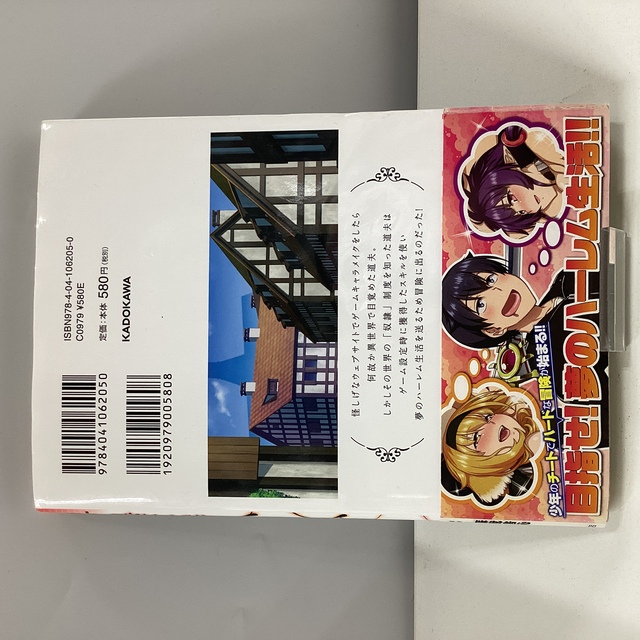 怪しげなウェブサイトでゲームキャラメイクをしたら
何故か異世界で目覚めた道夫。
しかしその世界の「奴隷」制度を知った道夫は
ゲーム設定時に獲得したスキルを使い
夢のハーレム生活を送るため冒険に出るのだった！
ISBN978-4-04-106205-0
C0979 ¥580E
定価：本体580円（税別）
KADOKAWA
9784041062050
1920979005808
少年のチートでハードな冒険が始まる!!
目指せ！夢のハーレム生活!!